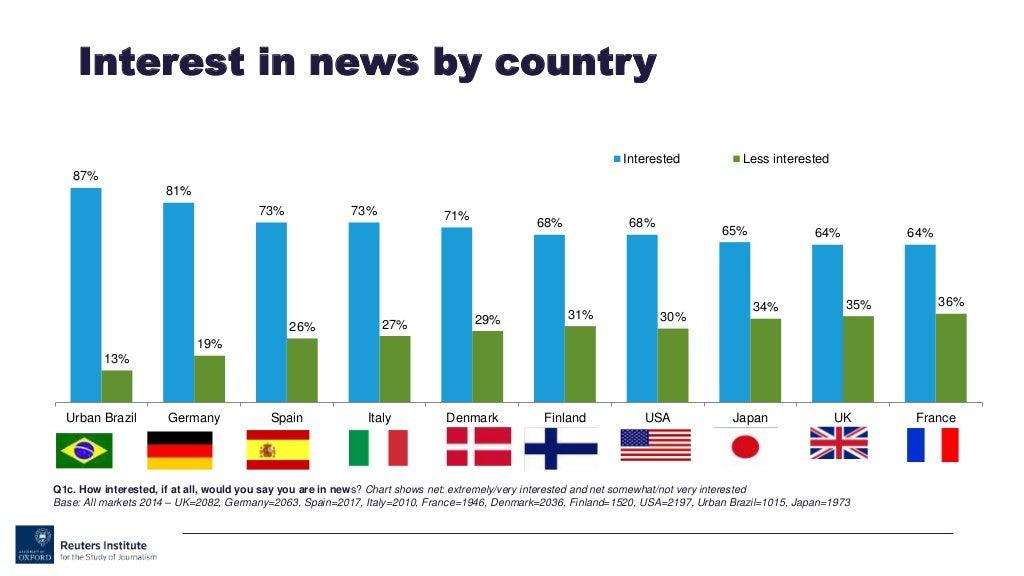 Interest in news by country
Interested Less interested
87%
81%
73% 73% 71% 68% 68% 65% 64% 64%
13% 19% 26% 27% 29% 31% 30% 34% 35% 36%
Urban Brazil Germany Spain Italy Denmark Finland USA Japan UK France
Q1c. How interested, if at all, would you say you are in news? Chart shows net: extremely/very interested and net somewhat/not very interested
Base: All markets 2014 – UK=2082, Germany=2063, Spain=2017, Italy=2010, France=1946, Denmark=2036, Finland=1520, USA=2197, Urban Brazil=1015, Japan=1973
UNIVERSITY OF
OXFORD
Reuters Institute
for the Study of Journalism